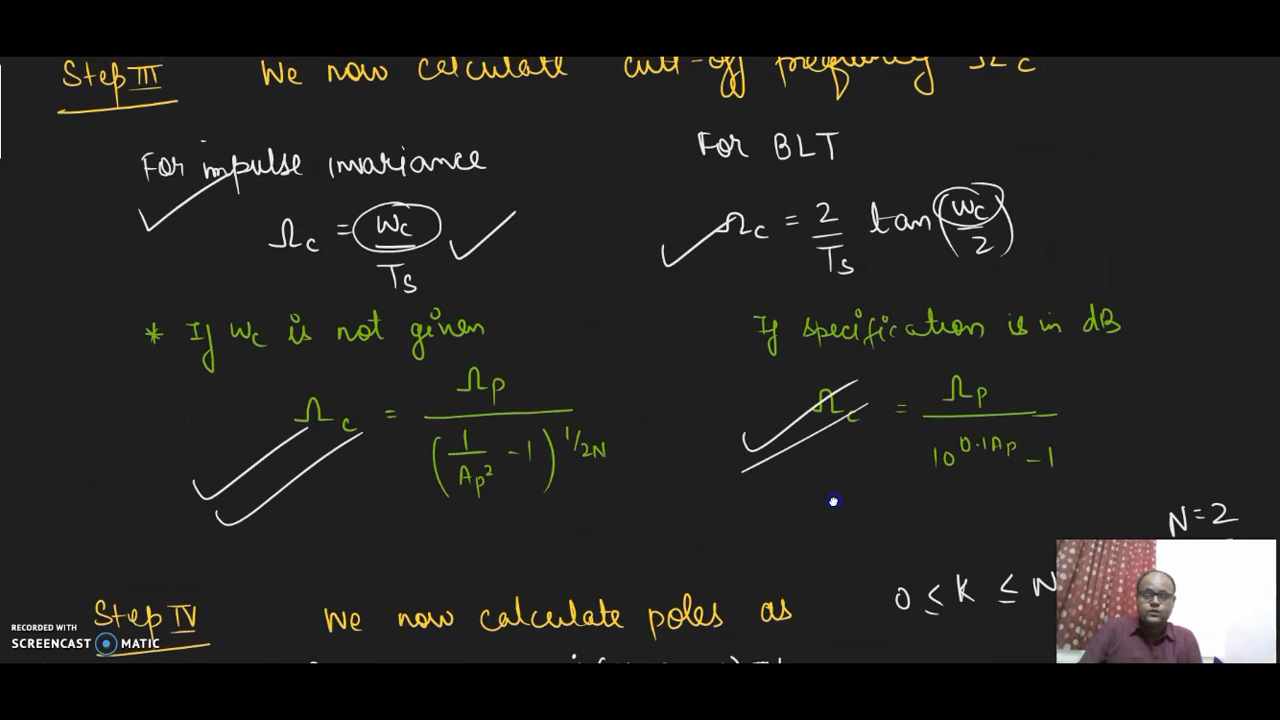 Step III We now calculate cutt-off frequency Ωc
For impulse invariance
Ωc = wc / Ts
For BLT
Ωc = 2/Ts tan(wc/2)
* If wc is not given
Ωc = Ωp / (1/Ap² - 1)^1/2N
If specification is in dB
Ωc = Ωp / 10^0.1Ap - 1
N=2
0 ≤ k ≤ N
Step IV We now calculate poles as
RECORDED WITH
SCREENCAST MATIC